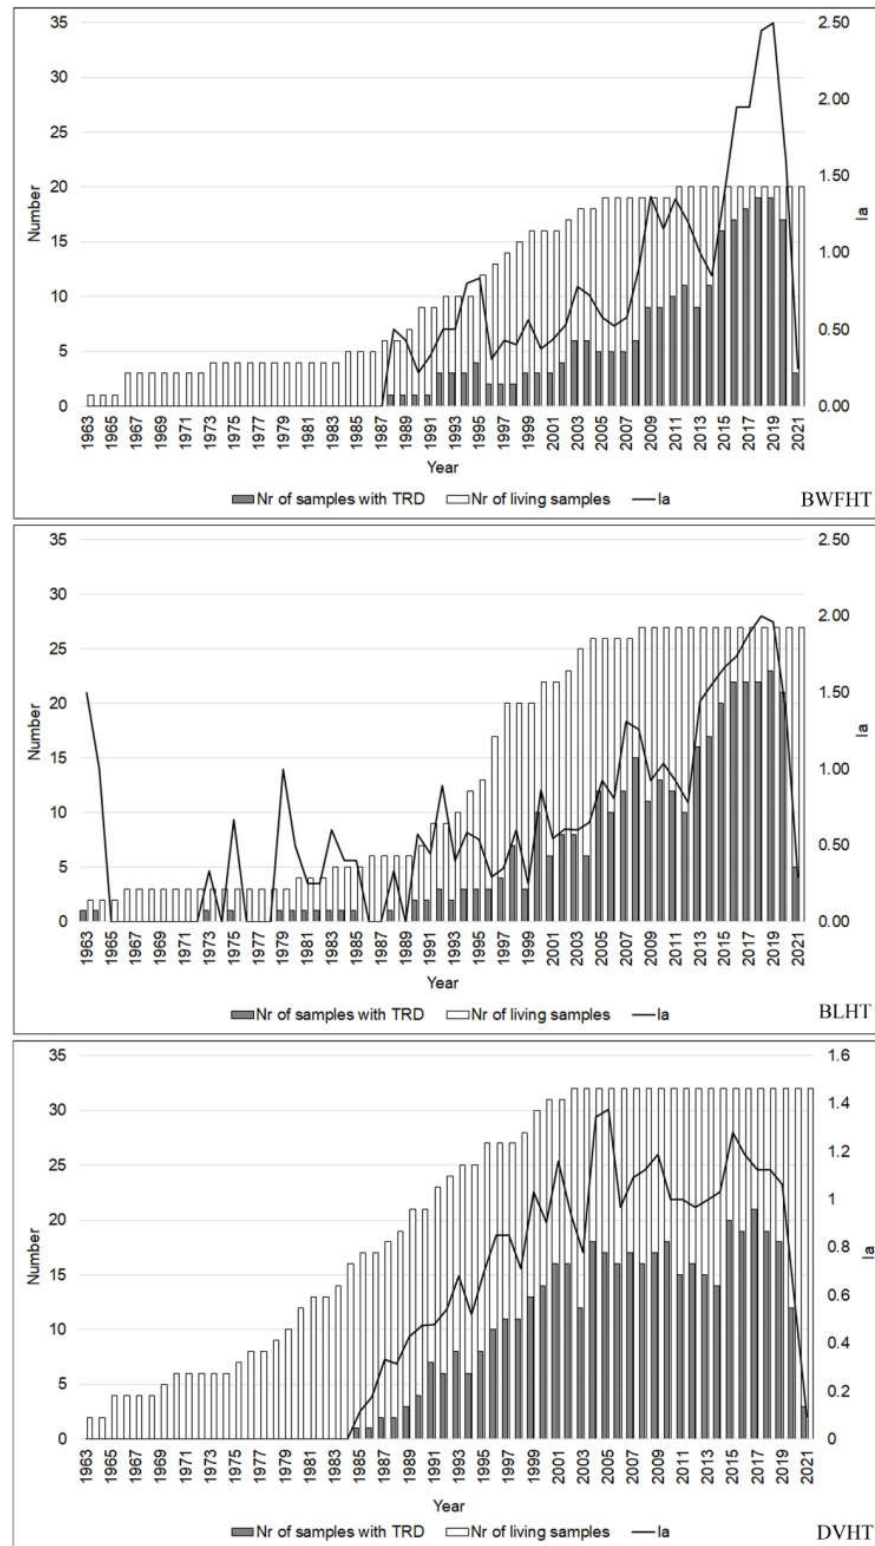 35 2.50
30 2.00
25
20 1.50
15 1.00
10
5 0.50
0 0.00
Number
Ia
1963 1965 1967 1969 1971 1973 1975 1977 1979 1981 1983 1985 1987 1989 1991 1993 1995 1997 1999 2001 2003 2005 2007 2009 2011 2013 2015 2017 2019 2021
Year
Nr of samples with TRD Nr of living samples Ia BWFHT
35 2.50
30 2.00
25
20 1.50
15 1.00
10
5 0.50
0 0.00
Number
Ia
1963 1965 1967 1969 1971 1973 1975 1977 1979 1981 1983 1985 1987 1989 1991 1993 1995 1997 1999 2001 2003 2005 2007 2009 2011 2013 2015 2017 2019 2021
Year
Nr of samples with TRD Nr of living samples Ia BLHT
35 1.6
30 1.4
25 1.2
20 1
15 0.8
10 0.6
5 0.4
0.2
0 0
Number
Ia
1963 1965 1967 1969 1971 1973 1975 1977 1979 1981 1983 1985 1987 1989 1991 1993 1995 1997 1999 2001 2003 2005 2007 2009 2011 2013 2015 2017 2019 2021
Year
Nr of samples with TRD Nr of living samples Ia DVHT